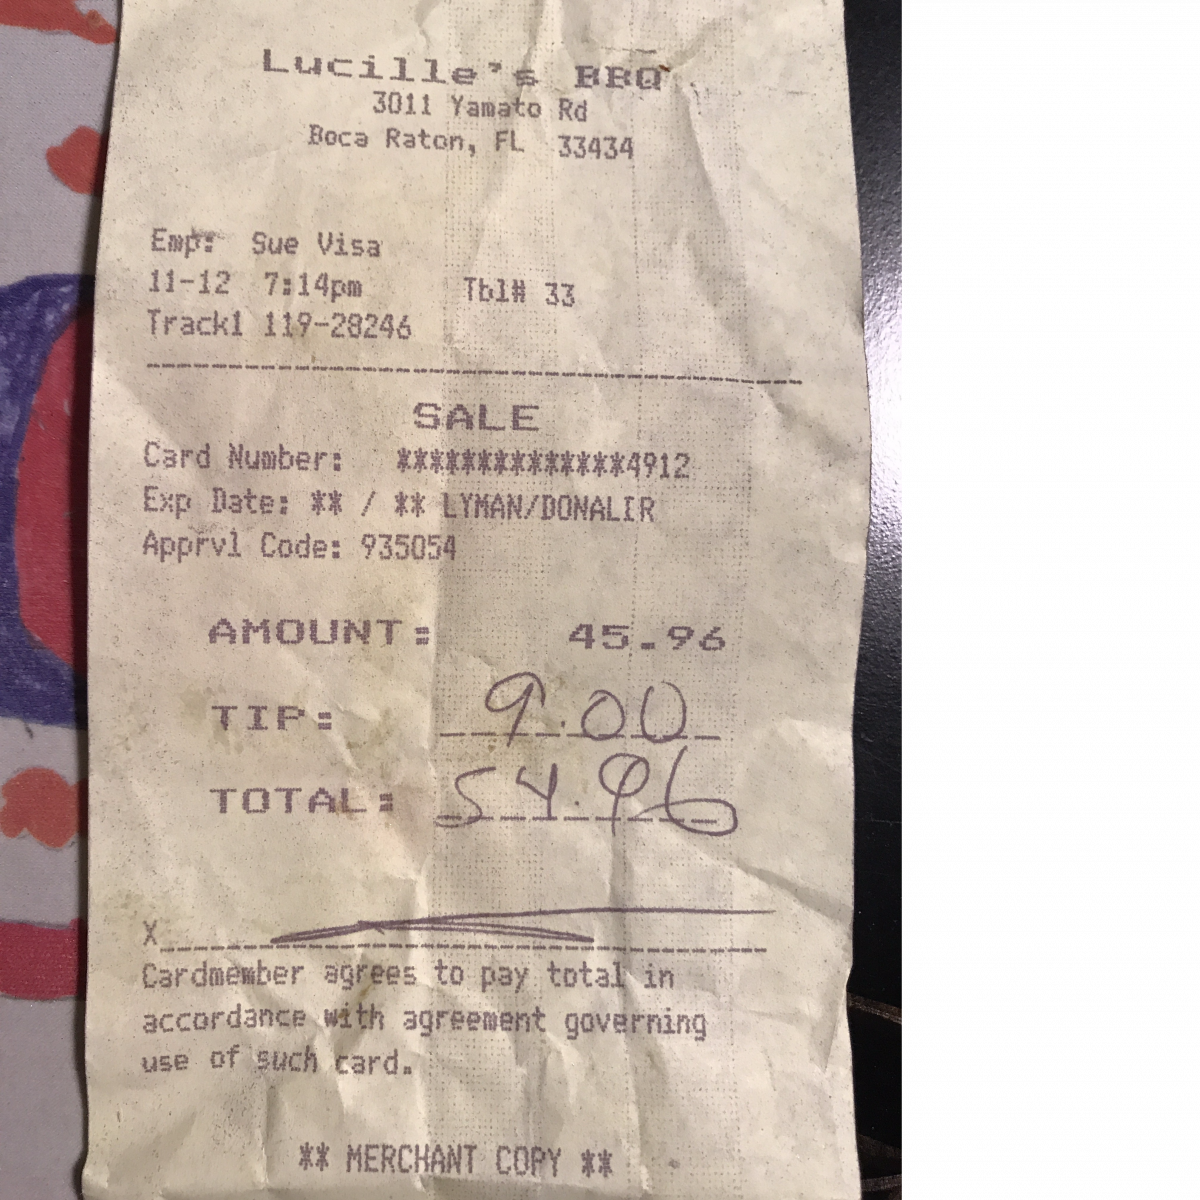 Lucille's BBQ
3011 Yamato Rd
Boca Raton, FL 33434
Emp: Sue Visa
11-12 7:14pm Tbl# 33
Track1 119-28246
SALE
Card Number: **************4912
Exp Date: ** / ** LYMAN/DONALIR
Apprvl Code: 935054
AMOUNT: 45.96
TIP: 9.00
TOTAL: 54.96
X
Cardmember agrees to pay total in
accordance with agreement governing
use of such card.
** MERCHANT COPY **